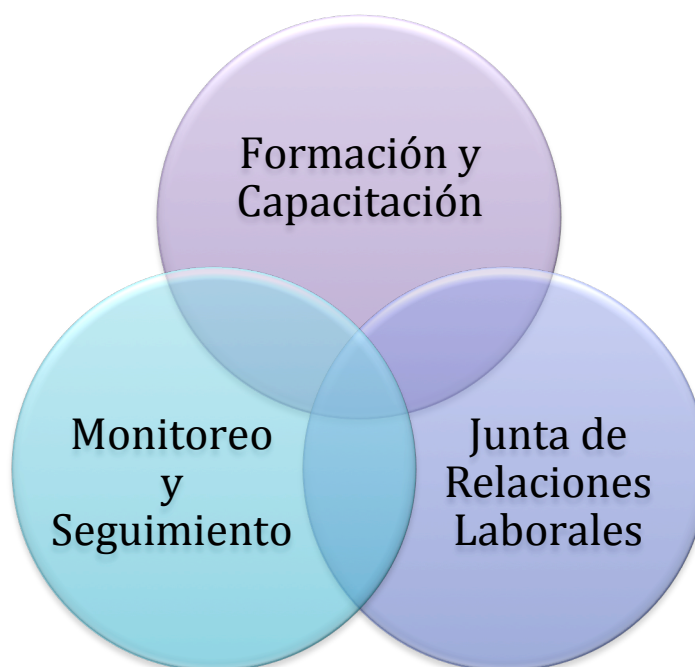 Formación y
Capacitación
Monitoreo
y
Seguimiento
Junta de
Relaciones
Laborales